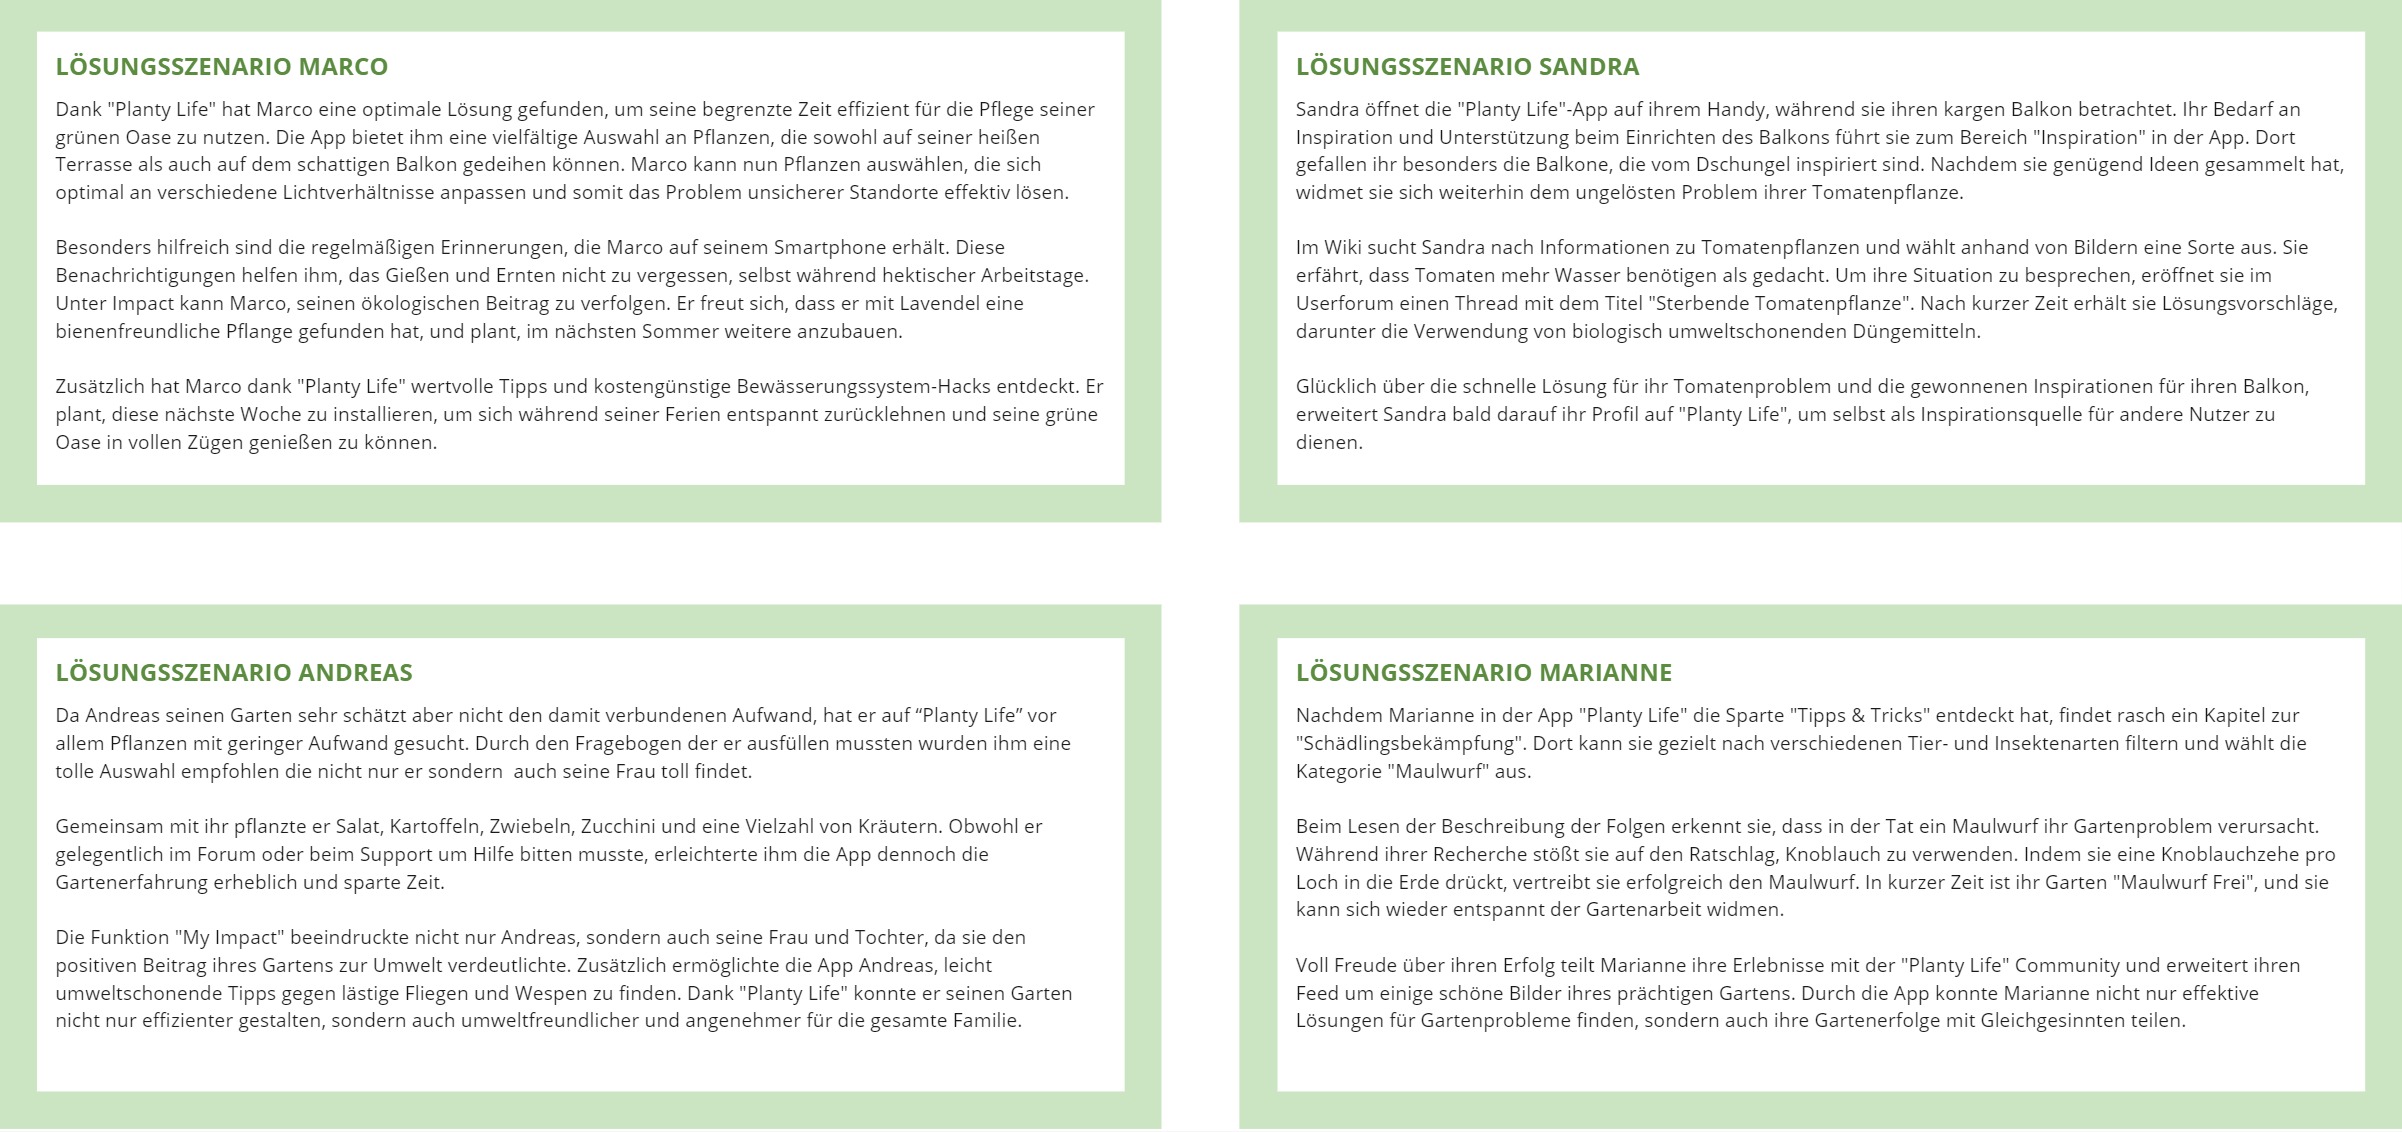 LÖSUNGSSZENARIO MARCO
Dank "Planty Life" hat Marco eine optimale Lösung gefunden, um seine begrenzte Zeit effizient für die Pflege seiner
grünen Oase zu nutzen. Die App bietet ihm eine vielfältige Auswahl an Pflanzen, die sowohl auf seiner heißen
Terrasse als auch auf dem schattigen Balkon gedeihen können. Marco kann nun Pflanzen auswählen, die sich
optimal an verschiedene Lichtverhältnisse anpassen und somit das Problem unsicherer Standorte effektiv lösen.
Besonders hilfreich sind die regelmäßigen Erinnerungen, die Marco auf seinem Smartphone erhält. Diese
Benachrichtigungen helfen ihm, das Gießen und Ernten nicht zu vergessen, selbst während hektischer Arbeitstage.
Unter Impact kann Marco, seinen ökologischen Beitrag zu verfolgen. Er freut sich, dass er mit Lavendel eine
bienenfreundliche Pflange gefunden hat, und plant, im nächsten Sommer weitere anzubauen.
Zusätzlich hat Marco dank "Planty Life" wertvolle Tipps und kostengünstige Bewässerungssystem-Hacks entdeckt. Er
plant, diese nächste Woche zu installieren, um sich während seiner Ferien entspannt zurücklehnen und seine grüne
Oase in vollen Zügen genießen zu können.
LÖSUNGSSZENARIO SANDRA
Sandra öffnet die "Planty Life"-App auf ihrem Handy, während sie ihren kargen Balkon betrachtet. Ihr Bedarf an
Inspiration und Unterstützung beim Einrichten des Balkons führt sie zum Bereich "Inspiration" in der App. Dort
gefallen ihr besonders die Balkone, die vom Dschungel inspiriert sind. Nachdem sie genügend Ideen gesammelt hat,
widmet sie sich weiterhin dem ungelösten Problem ihrer Tomatenpflanze.
Im Wiki sucht Sandra nach Informationen zu Tomatenpflanzen und wählt anhand von Bildern eine Sorte aus. Sie
erfährt, dass Tomaten mehr Wasser benötigen als gedacht. Um ihre Situation zu besprechen, eröffnet sie im
Userforum einen Thread mit dem Titel "Sterbende Tomatenpflanze". Nach kurzer Zeit erhält sie Lösungsvorschläge,
darunter die Verwendung von biologisch umweltschonenden Düngemitteln.
Glücklich über die schnelle Lösung für ihr Tomatenproblem und die gewonnenen Inspirationen für ihren Balkon,
erweitert Sandra bald darauf ihr Profil auf "Planty Life", um selbst als Inspirationsquelle für andere Nutzer zu
dienen.
LÖSUNGSSZENARIO ANDREAS
Da Andreas seinen Garten sehr schätzt aber nicht den damit verbundenen Aufwand, hat er auf “Planty Life” vor
allem Pflanzen mit geringer Aufwand gesucht. Durch den Fragebogen der er ausfüllen mussten wurden ihm eine
tolle Auswahl empfohlen die nicht nur er sondern  auch seine Frau toll findet.
Gemeinsam mit ihr pflanzte er Salat, Kartoffeln, Zwiebeln, Zucchini und eine Vielzahl von Kräutern. Obwohl er
gelegentlich im Forum oder beim Support um Hilfe bitten musste, erleichterte ihm die App dennoch die
Gartenerfahrung erheblich und sparte Zeit.
Die Funktion "My Impact" beeindruckte nicht nur Andreas, sondern auch seine Frau und Tochter, da sie den
positiven Beitrag ihres Gartens zur Umwelt verdeutlichte. Zusätzlich ermöglichte die App Andreas, leicht
umweltschonende Tipps gegen lästige Fliegen und Wespen zu finden. Dank "Planty Life" konnte er seinen Garten
nicht nur effizienter gestalten, sondern auch umweltfreundlicher und angenehmer für die gesamte Familie.
LÖSUNGSSZENARIO MARIANNE
Nachdem Marianne in der App "Planty Life" die Sparte "Tipps & Tricks" entdeckt hat, findet rasch ein Kapitel zur
"Schädlingsbekämpfung". Dort kann sie gezielt nach verschiedenen Tier- und Insektenarten filtern und wählt die
Kategorie "Maulwurf" aus.
Beim Lesen der Beschreibung der Folgen erkennt sie, dass in der Tat ein Maulwurf ihr Gartenproblem verursacht.
Während ihrer Recherche stößt sie auf den Ratschlag, Knoblauch zu verwenden. Indem sie eine Knoblauchzehe pro
Loch in die Erde drückt, vertreibt sie erfolgreich den Maulwurf. In kurzer Zeit ist ihr Garten "Maulwurf Frei", und sie
kann sich wieder entspannt der Gartenarbeit widmen.
Voll Freude über ihren Erfolg teilt Marianne ihre Erlebnisse mit der "Planty Life" Community und erweitert ihren
Feed um einige schöne Bilder ihres prächtigen Gartens. Durch die App konnte Marianne nicht nur effektive
Lösungen für Gartenprobleme finden, sondern auch ihre Gartenerfolge mit Gleichgesinnten teilen.